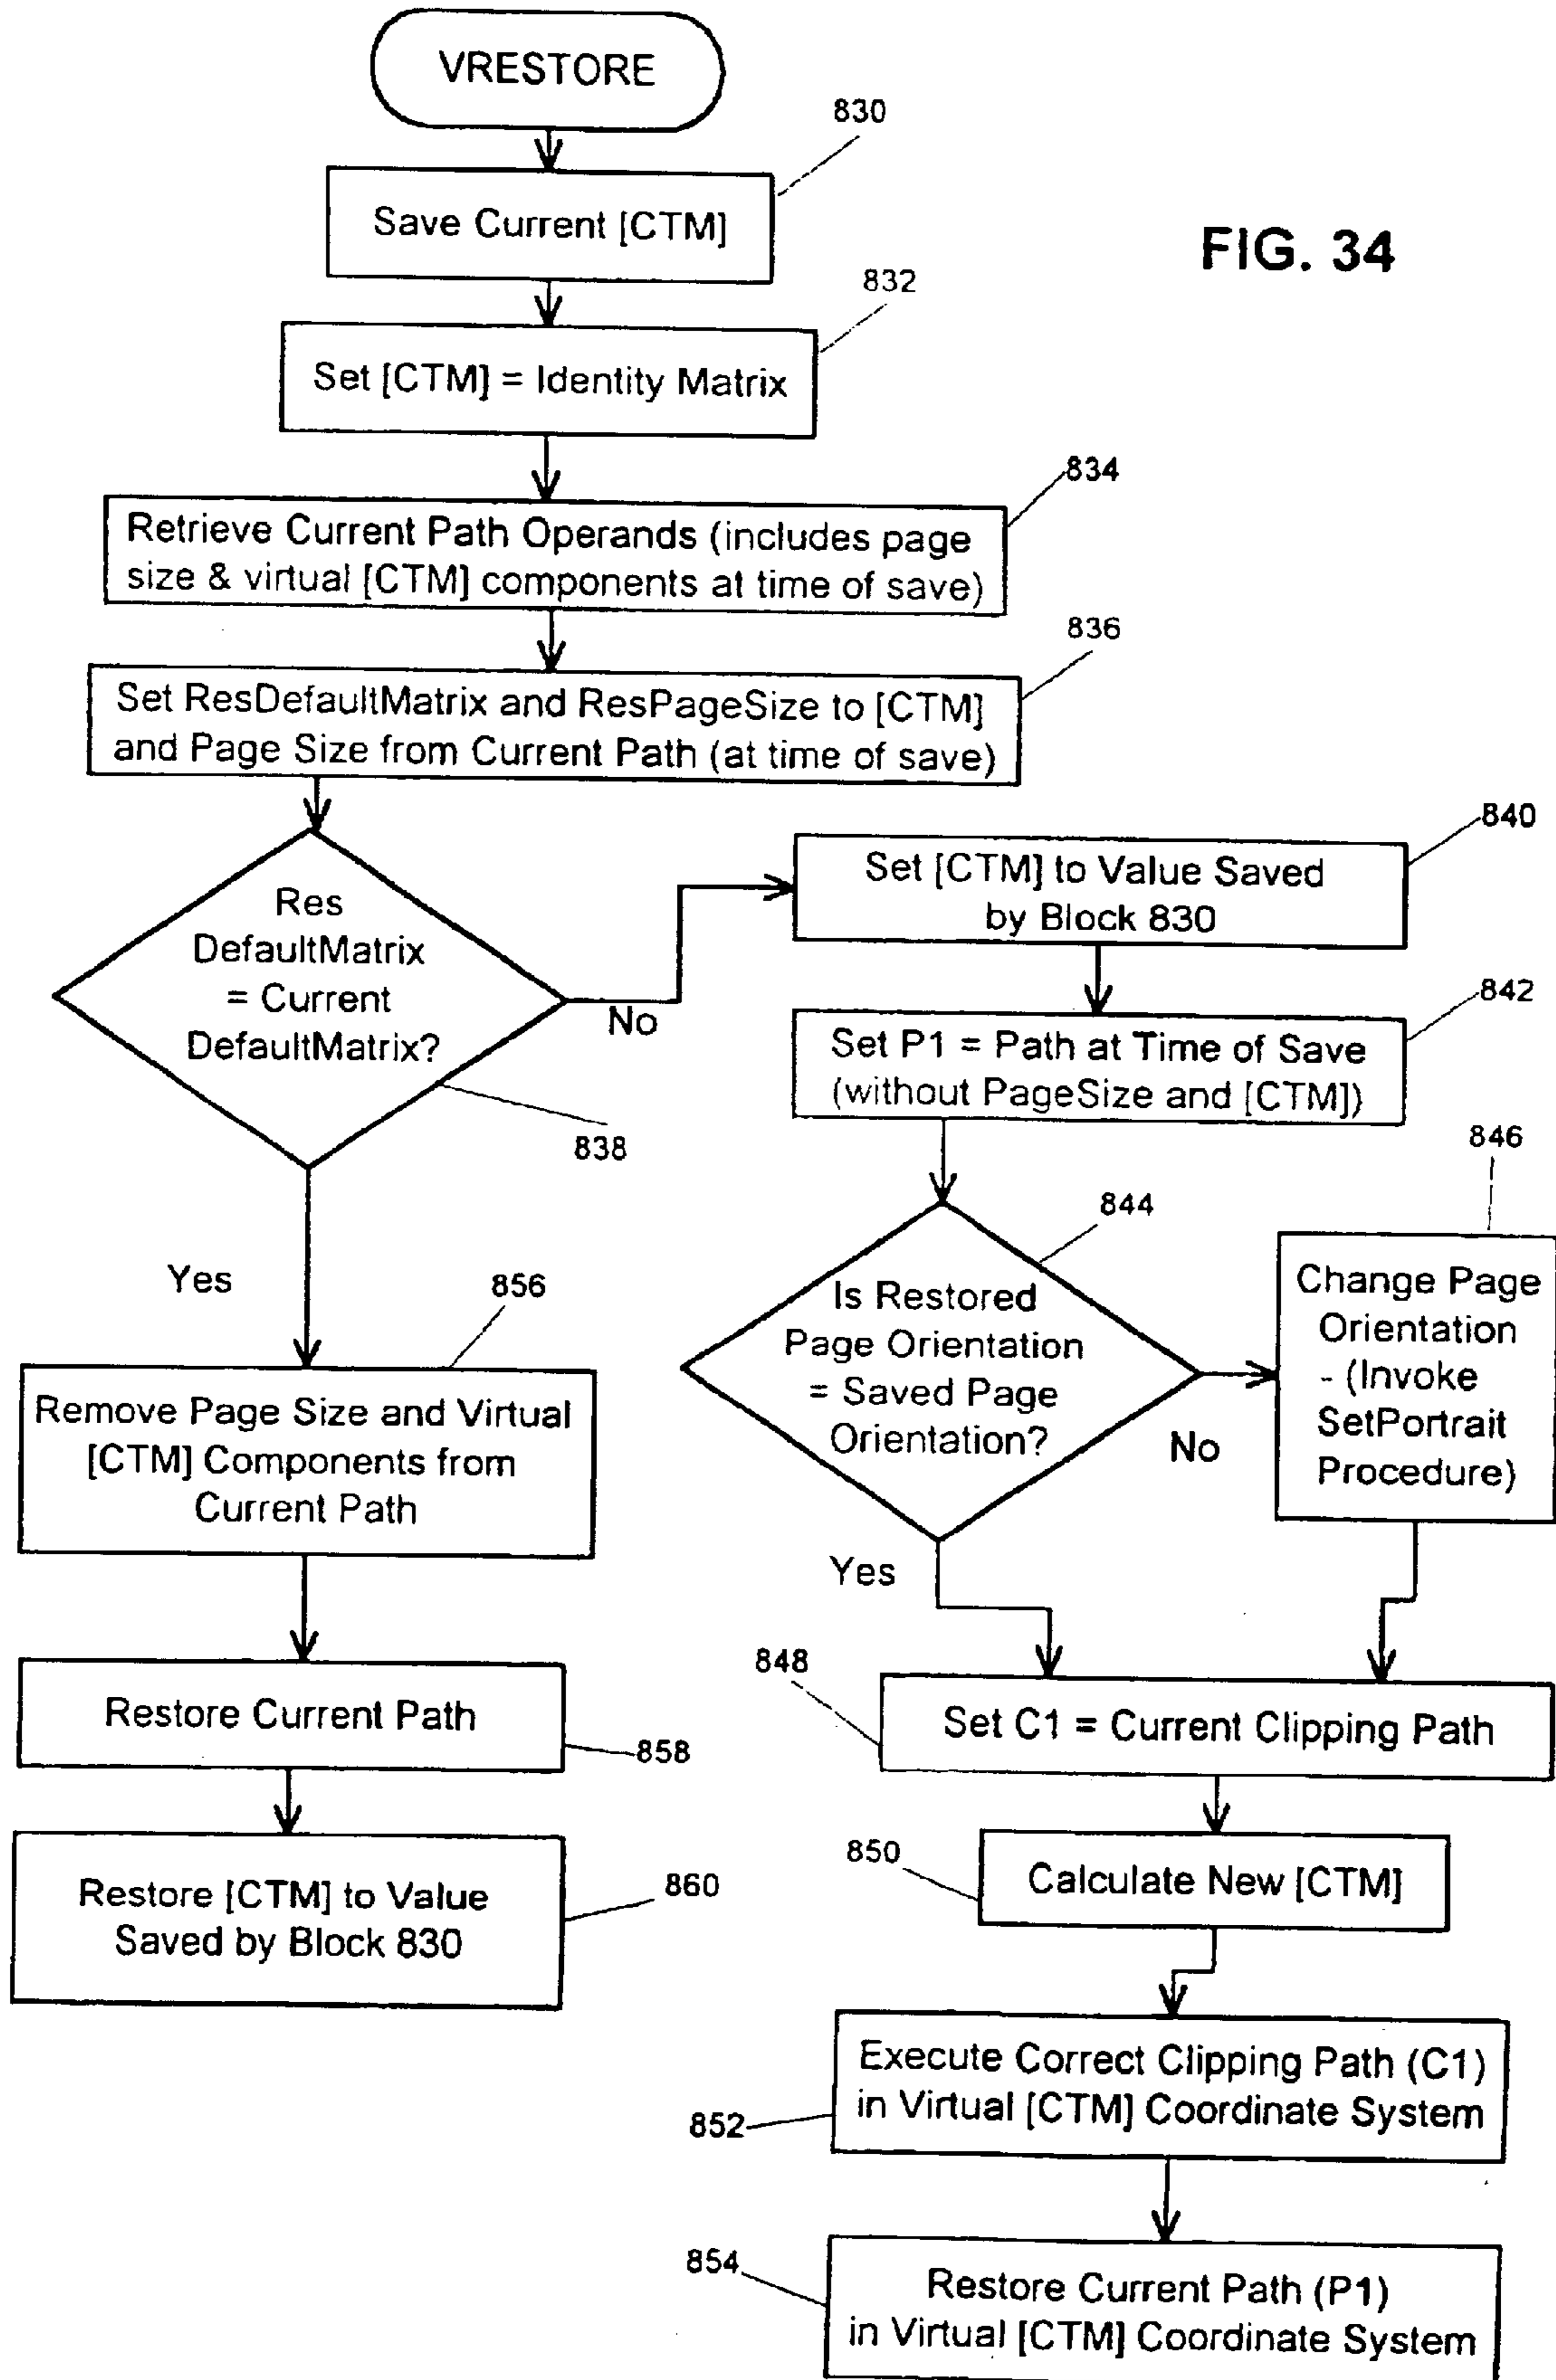 VRESTORE
830
Save Current [CTM]
FIG. 34
832
Set [CTM] = Identity Matrix
834
Retrieve Current Path Operands (includes page
size & virtual [CTM] components at time of save)
836
Set ResDefaultMatrix and ResPageSize to [CTM]
and Page Size from Current Path (at time of save)
Res
DefaultMatrix
= Current
DefaultMatrix?
No
838
840
Set [CTM] to Value Saved
by Block 830
842
Set P1 = Path at Time of Save
(without PageSize and [CTM])
844
Is Restored
Page Orientation
= Saved Page
Orientation?
No
846
Change Page
Orientation
- (Invoke
SetPortrait
Procedure)
Yes
Yes
856
Remove Page Size and Virtual
[CTM] Components from
Current Path
Restore Current Path
858
Restore [CTM] to Value
Saved by Block 830
860
848
Set C1 = Current Clipping Path
850
Calculate New [CTM]
Execute Correct Clipping Path (C1)
in Virtual [CTM] Coordinate System
852
854
Restore Current Path (P1)
in Virtual [CTM] Coordinate System